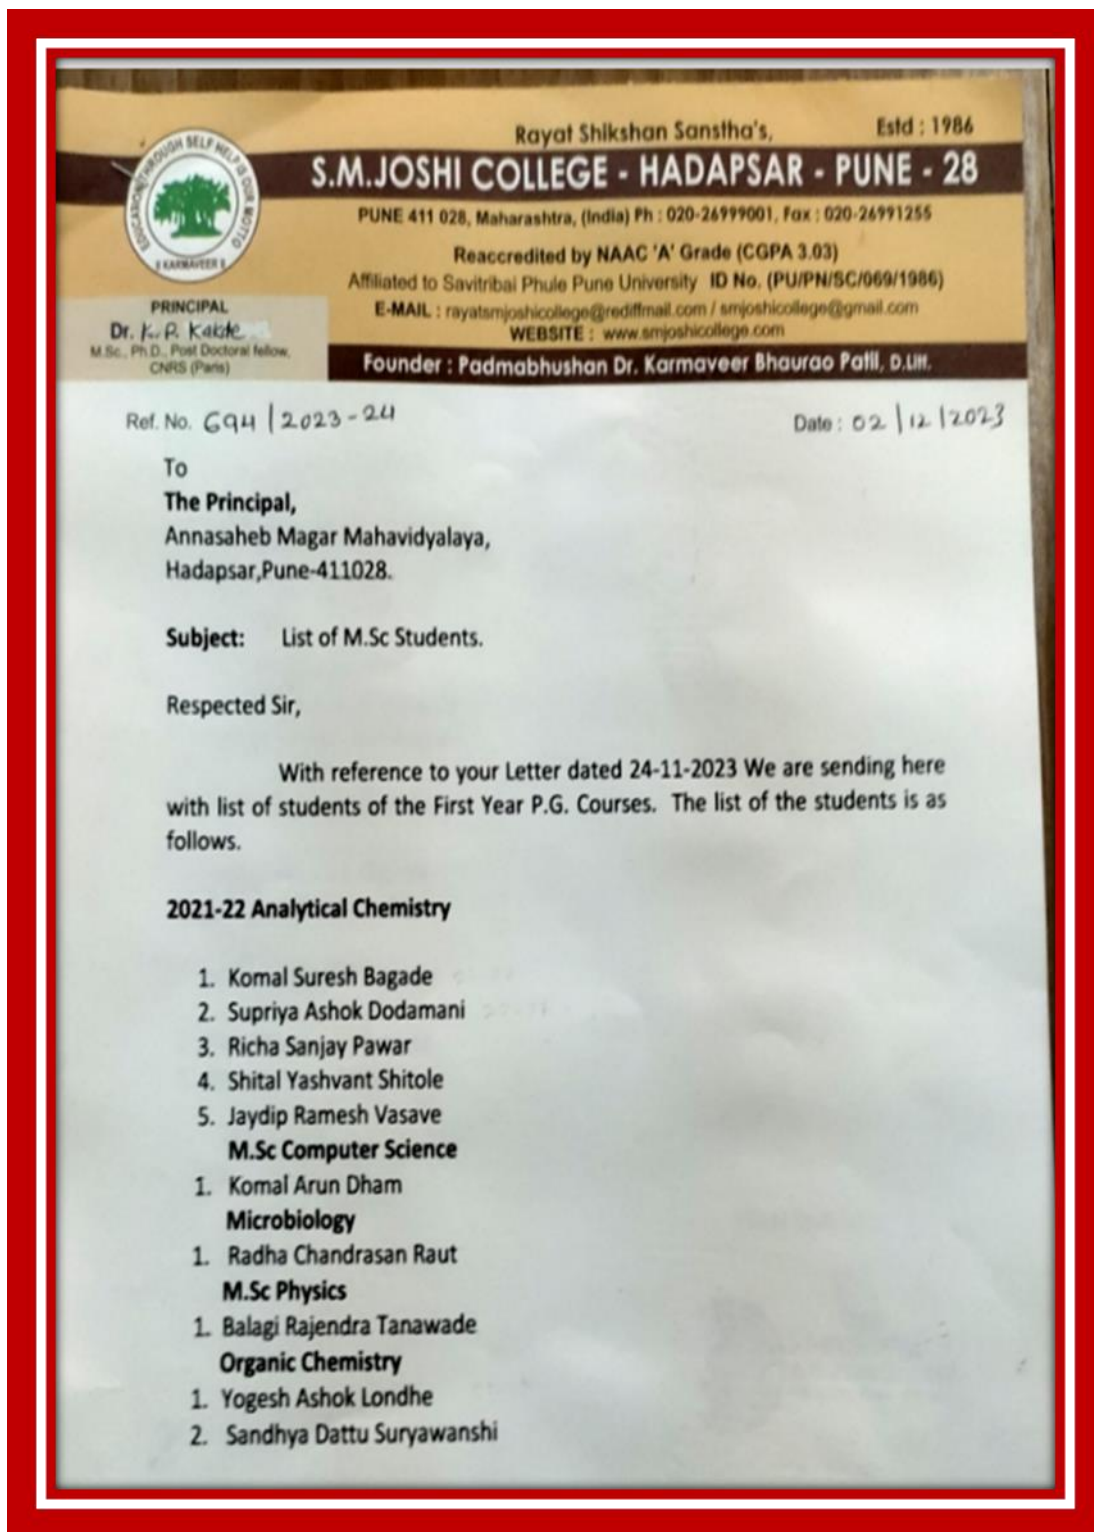 Rayat Shikshan Sanstha's,
Estd : 1986
S.M.JOSHI COLLEGE - HADAPSAR - PUNE - 28
EDUCATION THROUGH SELF HELP IS OUR MOTTO
॥ KARMAVEER ॥
PUNE 411 028, Maharashtra, (India) Ph : 020-26999001, Fax : 020-26991255
Reaccredited by NAAC 'A' Grade (CGPA 3.03)
Affiliated to Savitribai Phule Pune University ID No. (PU/PN/SC/069/1986)
E-MAIL : rayatsmjoshicollege@rediffmail.com / smjoshicollege@gmail.com
WEBSITE : www.smjoshicollege.com
Founder : Padmabhushan Dr. Karmaveer Bhaurao Patil, D.Litt.
PRINCIPAL
Dr. K. R.
M.Sc., Ph.D., Post Doctoral fellow,
CNRS (Paris)
Ref. No. 694 / 2023-24
Date : 02 / 12 / 2023
To
The Principal,
Annasaheb Magar Mahavidyalaya,
Hadapsar,Pune-411028.
Subject: List of M.Sc Students.
Respected Sir,
With reference to your Letter dated 24-11-2023 We are sending here
with list of students of the First Year P.G. Courses. The list of the students is as
follows.
2021-22 Analytical Chemistry
1. Komal Suresh Bagade
2. Supriya Ashok Dodamani
3. Richa Sanjay Pawar
4. Shital Yashvant Shitole
5. Jaydip Ramesh Vasave
M.Sc Computer Science
1. Komal Arun Dham
Microbiology
1. Radha Chandrasan Raut
M.Sc Physics
1. Balagi Rajendra Tanawade
Organic Chemistry
1. Yogesh Ashok Londhe
2. Sandhya Dattu Suryawanshi